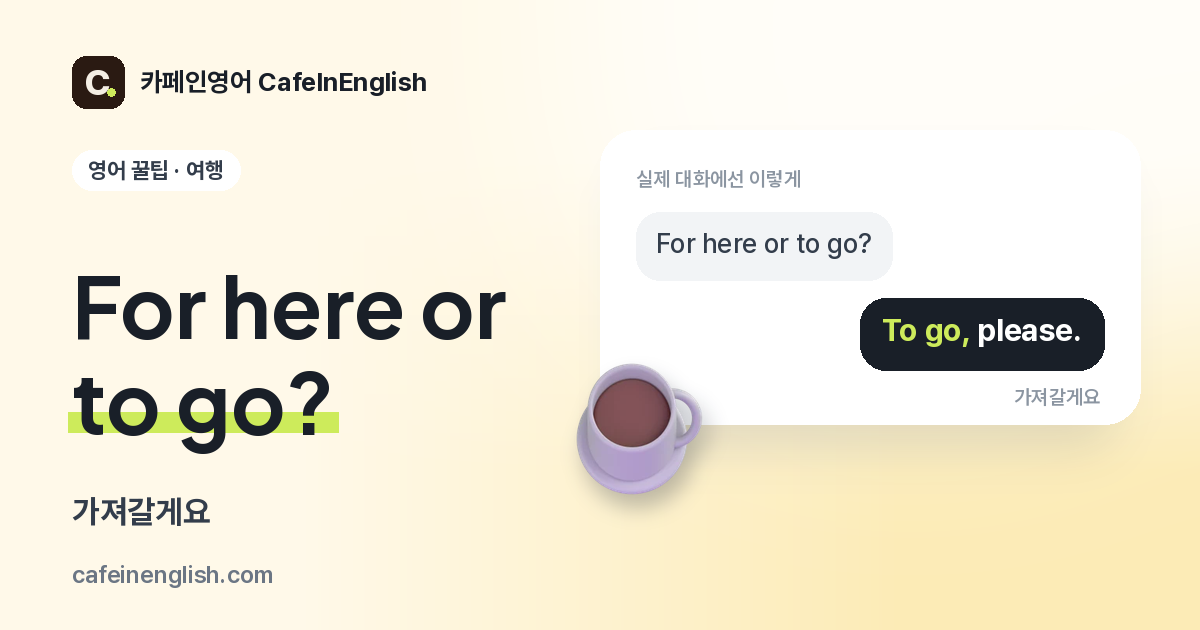 C
카페인영어 CafeInEnglish
영어 꿀팁 · 여행
For here or
to go?
가져갈게요
cafeinenglish.com
실제 대화에선 이렇게
For here or to go?
To go, please.
가져갈게요